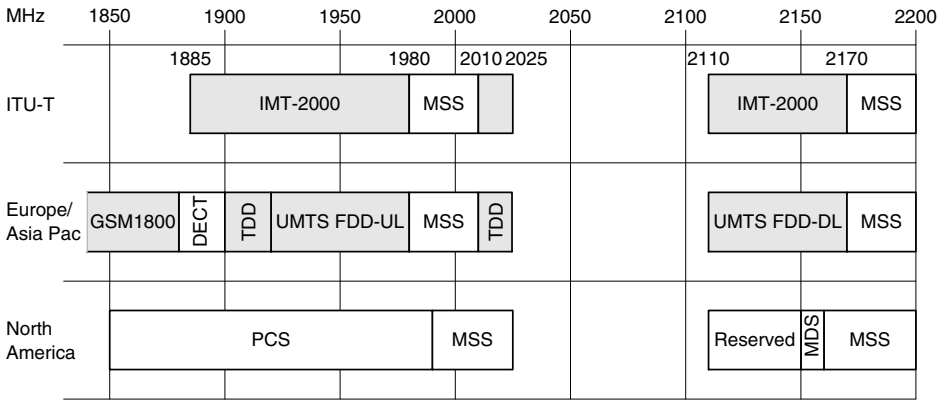 MHz 1850 1900 1950 2000 2050 2100 2150 2200
1885 1980 2010 2025 2110 2170
ITU-T IMT-2000 MSS IMT-2000 MSS
Europe/
Asia Pac
GSM1800 DECT TDD UMTS FDD-UL MSS TDD UMTS FDD-DL MSS
North
America
PCS MSS Reserved MDS MSS